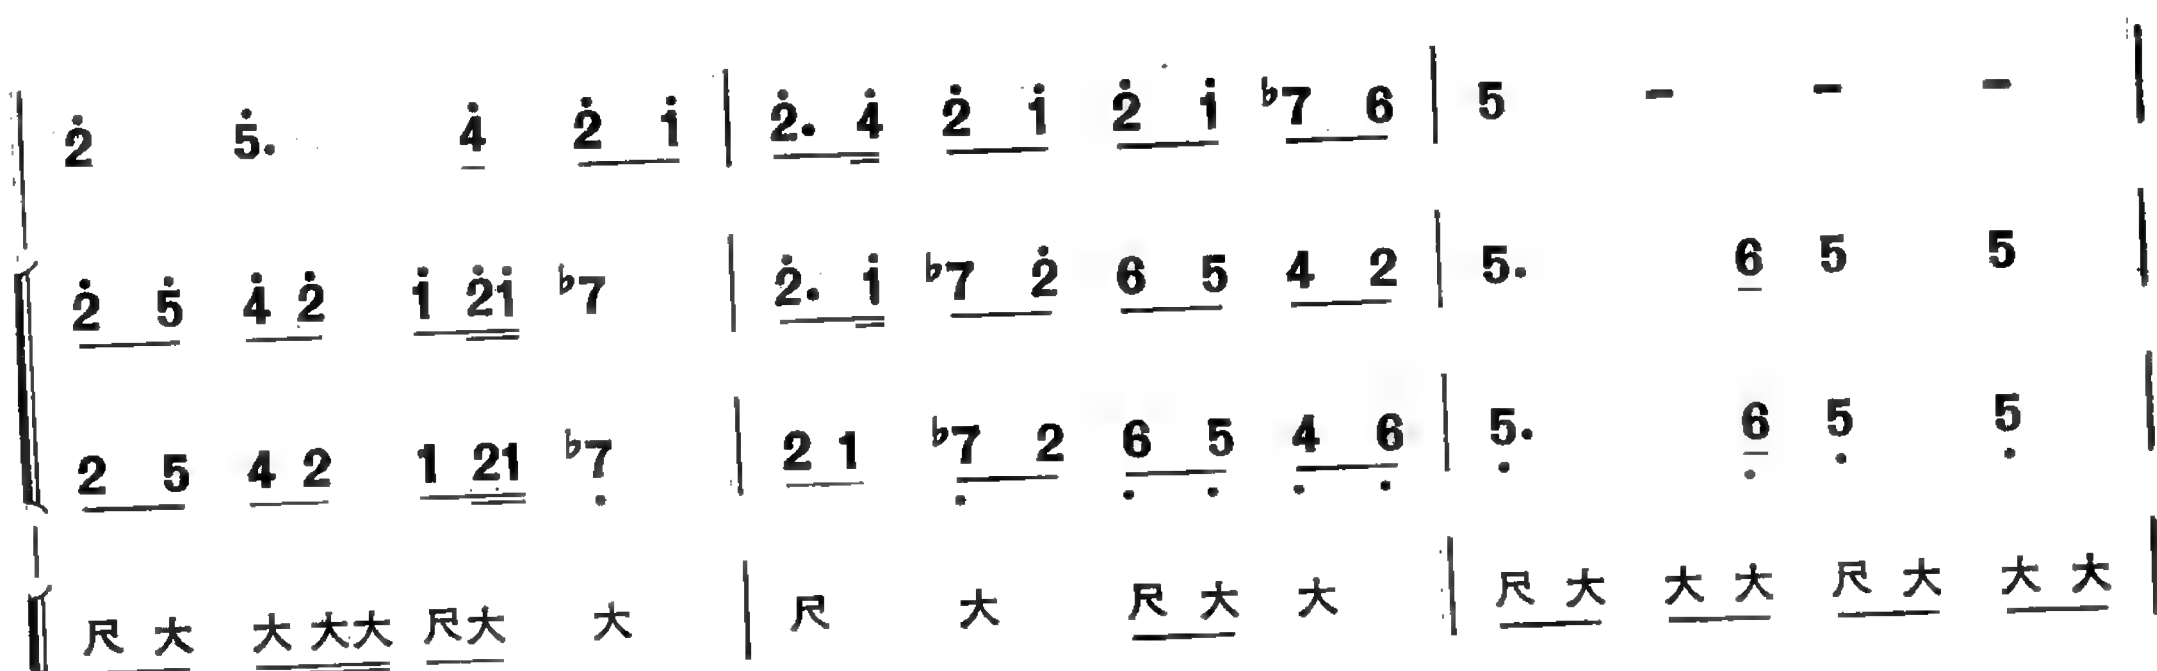 2̇ 5̇. 4̇ 2̇ 1̇ | 2̇. 4̇ 2̇ 1̇ 2̇ 1̇ ♭7 6 | 5 - - - |
2̇ 5̇ 4̇ 2̇ 1̇ 2̇1̇ ♭7 | 2̇. 1̇ ♭7 2̇ 6 5 4 2 | 5. 6 5 5 |
2 5 4 2 1 21 ♭7̣ | 2 1 ♭7̣ 2 6̣ 5̣ 4̣ 6̣ | 5̣. 6̣ 5̣ 5̣ |
尺 大 大 大大 尺大 大 | 尺 大 尺 大 大 | 尺 大 大 大 尺 大 大 大 |